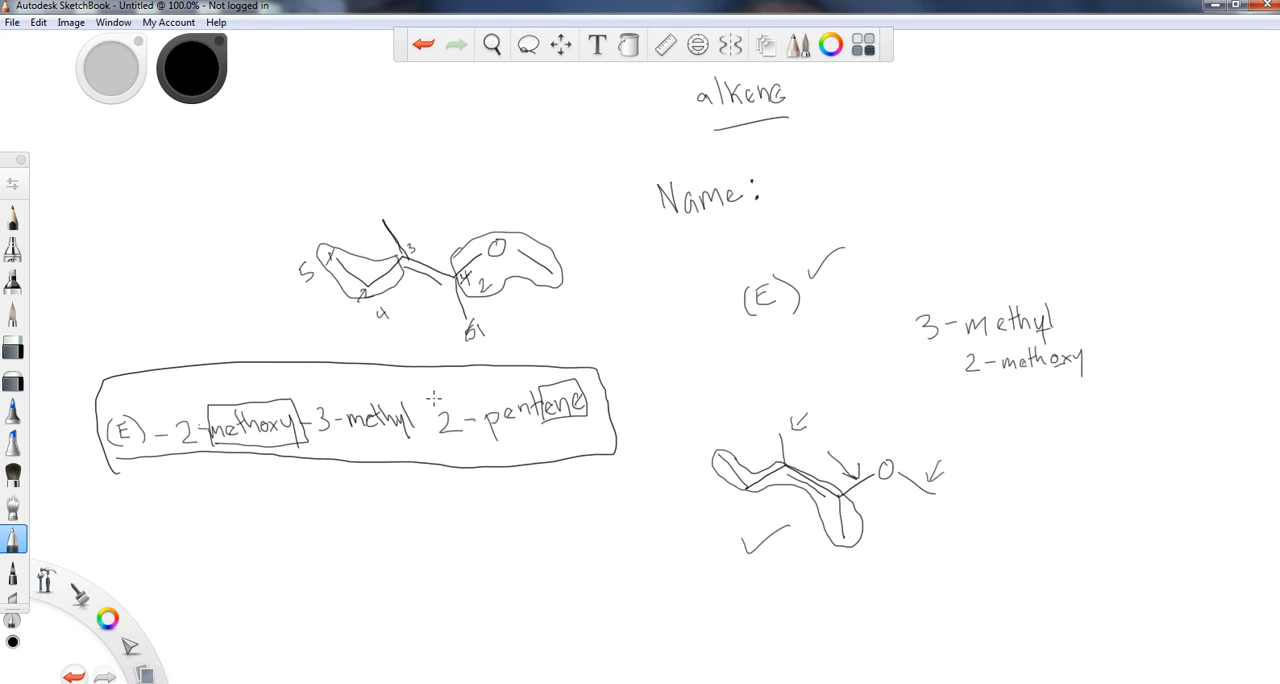 Autodesk SketchBook - Untitled @ 100.0% - Not logged in
File Edit Image Window My Account Help
T
alkene
Name:
3
O
5
1
4
2
2
4
1
(E)
3-methyl
2-methoxy
(E)-2-methoxy-3-methyl 2-pentene
O